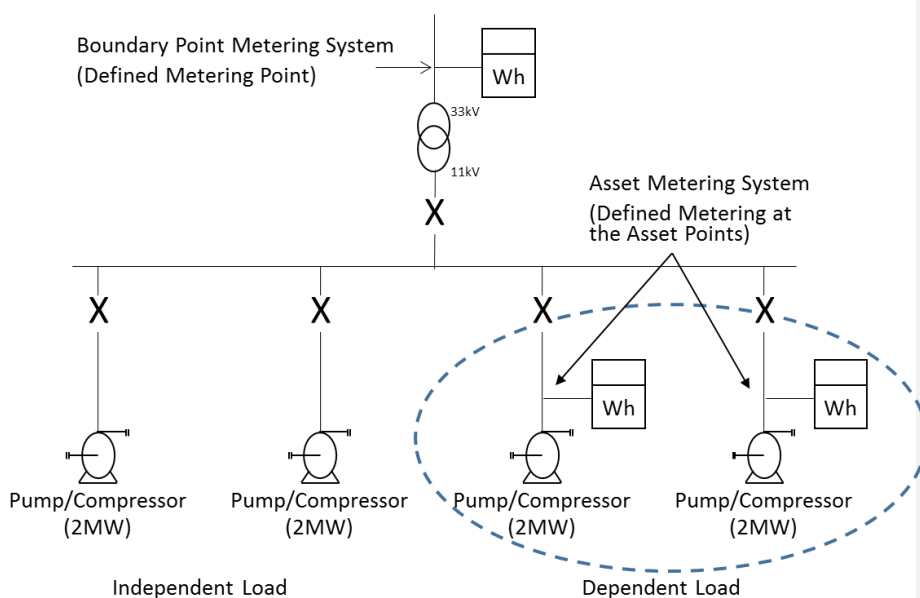 Boundary Point Metering System
(Defined Metering Point)
Wh
33kV
11kV
X
Asset Metering System
(Defined Metering at
the Asset Points)
X
X
X
X
Wh
Wh
Pump/Compressor
(2MW)
Pump/Compressor
(2MW)
Pump/Compressor
(2MW)
Pump/Compressor
(2MW)
Independent Load
Dependent Load